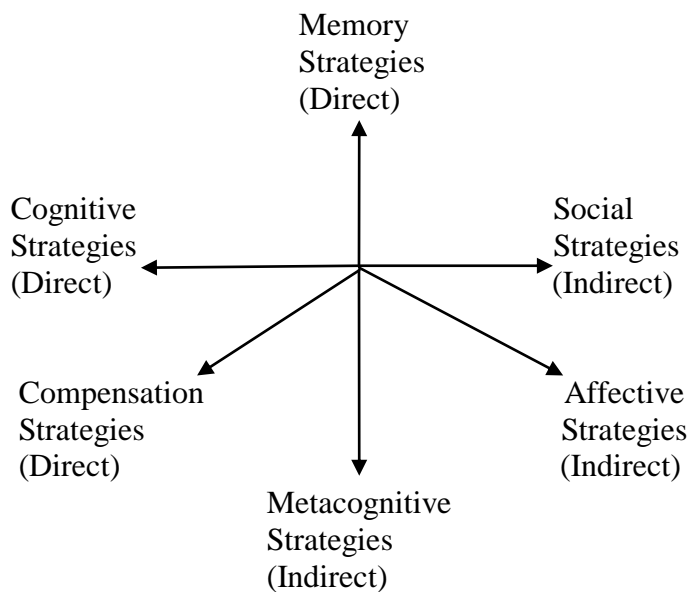 Memory
Strategies
(Direct)
Cognitive
Strategies
(Direct)
Social
Strategies
(Indirect)
Compensation
Strategies
(Direct)
Affective
Strategies
(Indirect)
Metacognitive
Strategies
(Indirect)